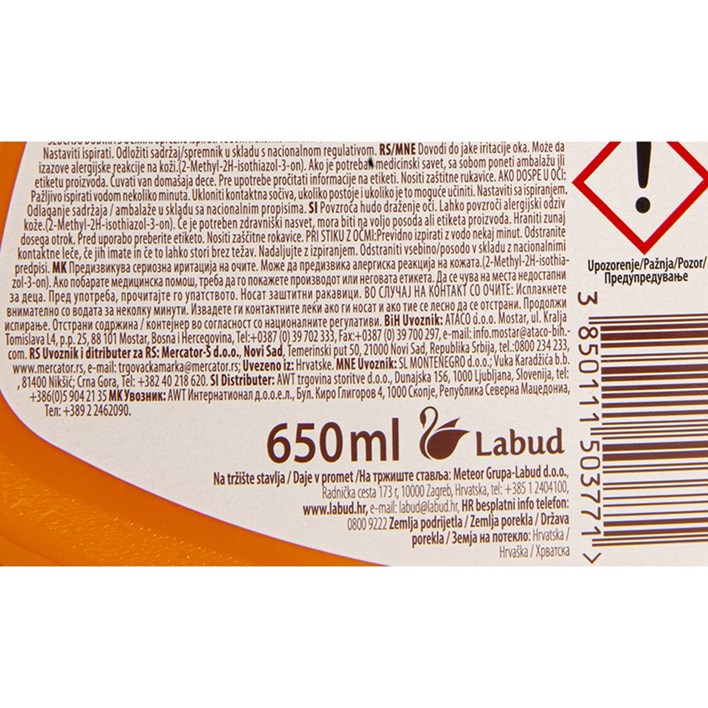 Nastaviti ispirati. Odložiti sadržaj/spremnik u skladu s nacionalnom regulativom. RS/MNE Dovodi do jake iritacije oka. Može da
izazove alergijske reakcije na koži.(2-Methyl-2H-isothiazol-3-on). Ako je potreban medicinski savet, sa sobom poneti ambalažu ili
etiketu proizvoda. Čuvati van domašaja dece. Pre upotrebe pročitati informacije na etiketi. Nositi zaštitne rukavice. AKO DOSPE U OČI:
Pažljivo ispirati vodom nekoliko minuta. Ukloniti kontaktna sočiva, ukoliko postoje i ukoliko je to moguće učiniti. Nastaviti sa ispiranjem.
Odlaganje sadržaja / ambalaže u skladu sa nacionalnim propisima. SI Povzroča hudo draženje oči. Lahko povzroči alergijski odziv
kože.(2-Methyl-2H-isothiazol-3-on). Če je potreben zdravniški nasvet, mora biti na voljo posoda ali etiketa proizvoda. Hraniti zunaj
dosega otrok. Pred uporabo preberite etiketo. Nositi zaščitne rokavice. PRI STIKU Z OČMI:Previdno izpirati z vodo nekaj minut. Odstranite
kontaktne leče, če jih imate in če to lahko stori brez težav. Nadaljujte z izpiranjem. Odstraniti vsebino/posodo v skladu z nacionalnimi
predpisi. МК Предизвикува сериозна иритација на очите. Може да предизвика алергиска реакција на кожата.(2-Methyl-2H-isothia-
zol-3-on). Ако побарате медицинска помош, треба да го покажете производот или неговата етикета. Да се чува на места недостапни
за деца. Пред употреба, прочитајте го упатството. Носат заштитни ракавици. ВО СЛУЧАЈ НА КОНТАКТ СО ОЧИТЕ: Исплакнете
внимателно со водата за неколку минути. Извадете ги контактните леќи ако ги носат и ако тие се лесно да се отстрани. Продолжи
испирање. Отстрани содржина / контејнер во согласност со националните регулативи. BiH Uvoznik: ATACO d.o.o. Mostar, ul. Kralja
Tomislava L4, p.p. 25, 88 101 Mostar, Bosna i Hercegovina, tel: +387(0) 39 702 333, Fax:+387(0) 39 700 297, e-mail: info.mostar@ataco-bih-
com. RS Uvoznik i ditributer za RS: Mercator-S d.o.o., Novi Sad, Temerinski put 50, 21000 Novi Sad, Republika Srbija, tel.:0800 234 233,
www.mercator.rs, e-mail: trgovackamarka@mercator.rs; Uvezeno iz: Hrvatske. MNE Uvoznik: SL MONTENEGRO d.o.o.; Vuka Karadžića b.b.
, 81400 Nikšić; Crna Gora, Tel: +382 40 218 620. SI Distributer: AWT trgovina storitve d.o.o., Dunajska 156, 1000 Ljubljana, Slovenija, tel:
+386(0)5 904 21 35 МК Увозник: AWT Интернационал д.о.о.е.л., Бул. Киро Глигоров 4, 1000 Скопје, Република Северна Македонија,
Тел: +389 2 2462090.
650 ml Labud
Na tržište stavlja / Daje v promet /На тржиште ставља: Meteor Grupa-Labud d.o.o.,
Radnička cesta 173 r, 10000 Zagreb, Hrvatska, tel: +385 1 2404100,
www.labud.hr, e-mail: labud@labud.hr, HR besplatni info telefon:
0800 9222 Zemlja podrijetla / Zemlja porekla / Država
porekla / Земја на потекло: Hrvatska /
Hrvaška / Хрватска
Upozorenje/Pažnja/Pozor/
Предупредување
3 850111 503771 >